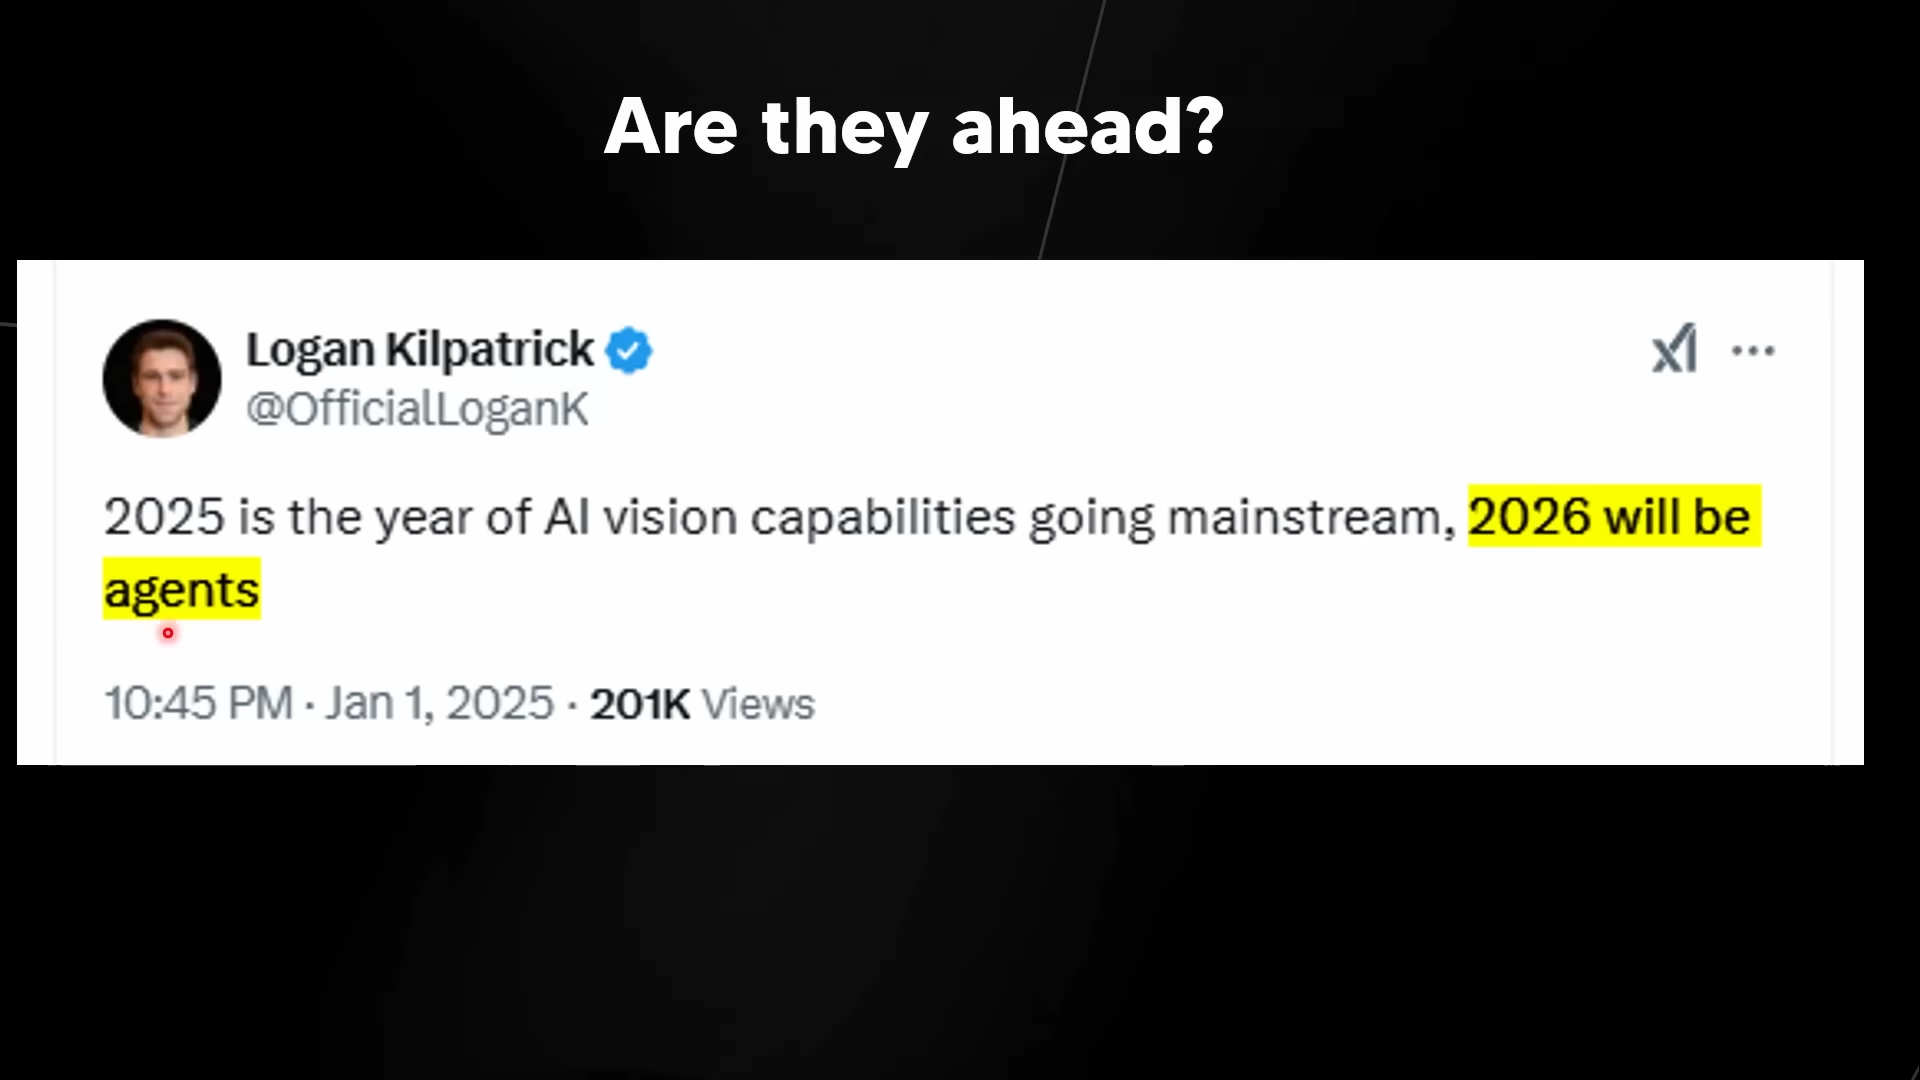 Are they ahead?
Logan Kilpatrick
@OfficialLoganK
2025 is the year of AI vision capabilities going mainstream, 2026 will be
agents
10:45 PM · Jan 1, 2025 · 201K Views